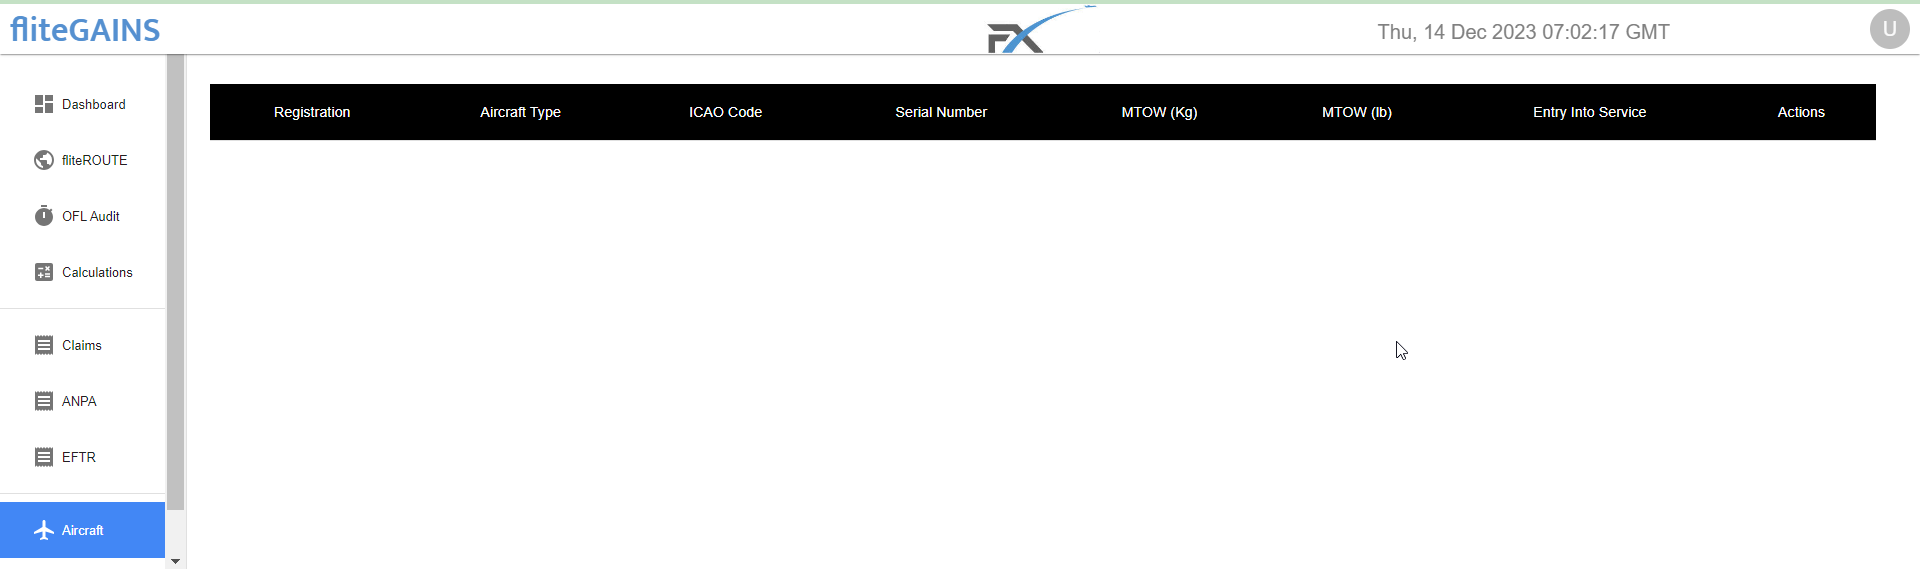 fliteGAINS
FX
Thu, 14 Dec 2023 07:02:17 GMT
U
Dashboard
fliteROUTE
OFL Audit
Calculations
Claims
ANPA
EFTR
Aircraft
Registration Aircraft Type ICAO Code Serial Number MTOW (Kg) MTOW (lb) Entry Into Service Actions